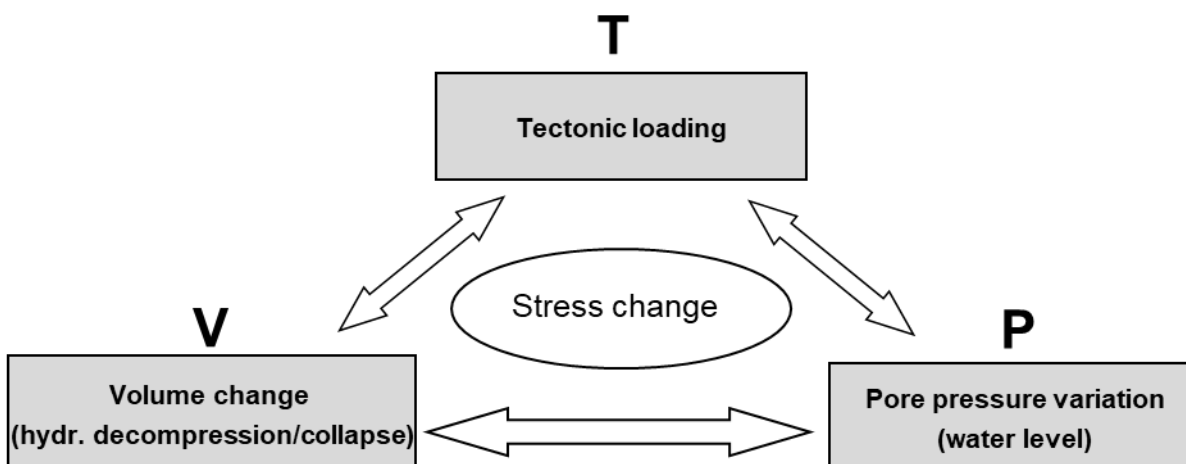 T
Tectonic loading
Stress change
V
P
Volume change
(hydr. decompression/collapse)
Pore pressure variation
(water level)